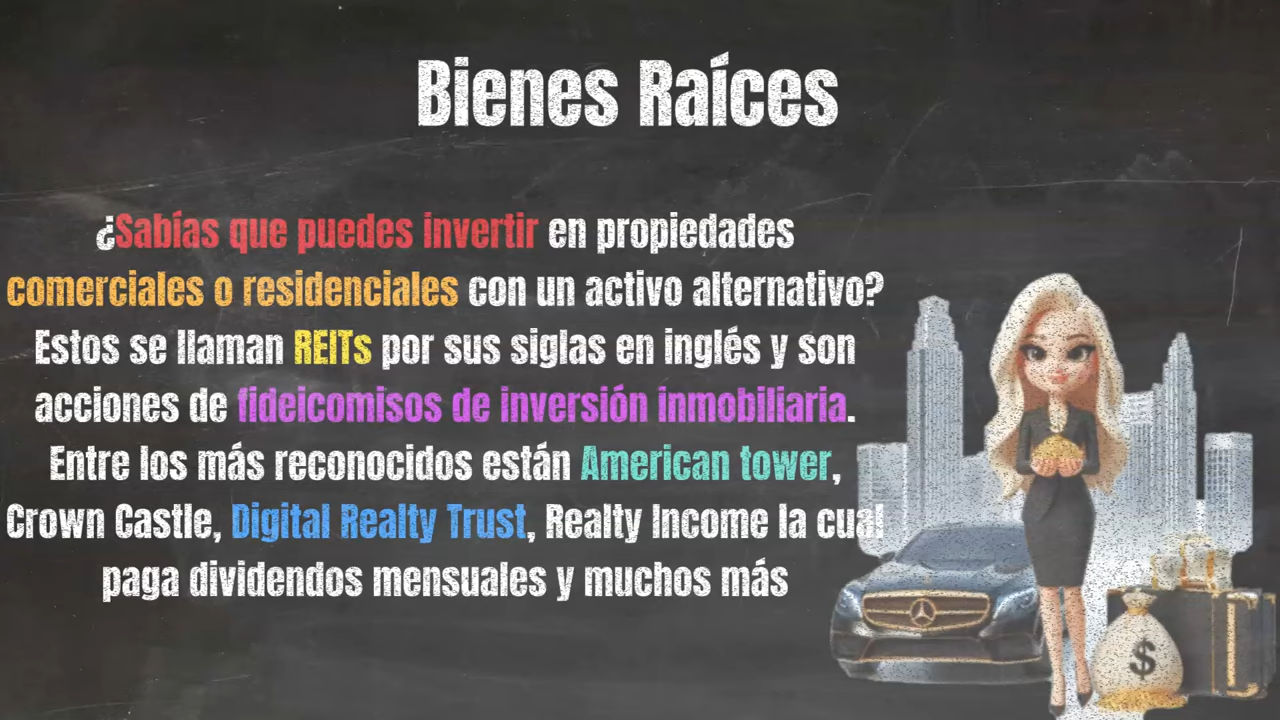 Bienes Raíces
¿Sabías que puedes invertir en propiedades
comerciales o residenciales con un activo alternativo?
Estos se llaman REITs por sus siglas en inglés y son
acciones de fideicomisos de inversión inmobiliaria.
Entre los más reconocidos están American tower,
Crown Castle, Digital Realty Trust, Realty Income la cual
paga dividendos mensuales y muchos más
$